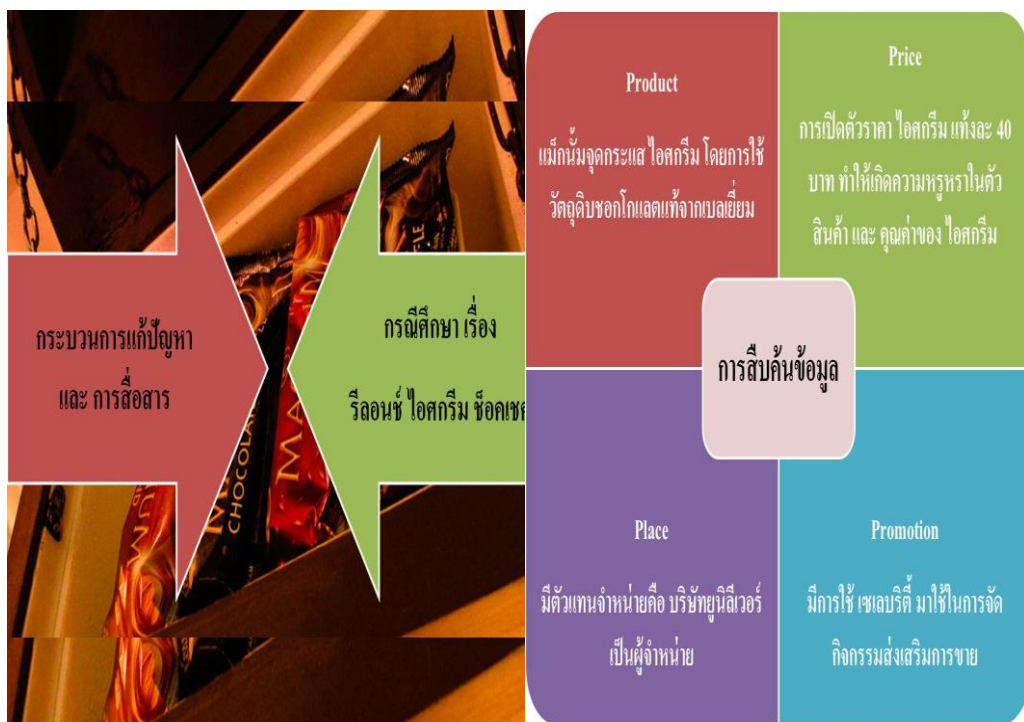 กระบวนการแก้ปัญหา
และ การสื่อสาร
กรณีศึกษา เรื่อง
รีลอนช์ ไอศกรีม ช็อคเชค
CHOCOLA
MA
Product
แม็กนั่มจุดกระแส ไอศกรีม โดยการใช้
วัตถุดิบชอกโกแลตแท้จากเบลเยี่ยม
Price
การเปิดตัวราคา ไอศกรีม แท้งละ 40
บาท ทำให้เกิดความหรูหราในตัว
สินค้า และ คุณค่าของ ไอศกรีม
การสืบค้นข้อมูล
Place
มีตัวแทนจำหน่ายคือ บริษัทยูนิลีเวอร์
เป็นผู้จำหน่าย
Promotion
มีการใช้ เซเลบริตี้ มาใช้ในการจัด
กิจกรรมส่งเสริมการขาย